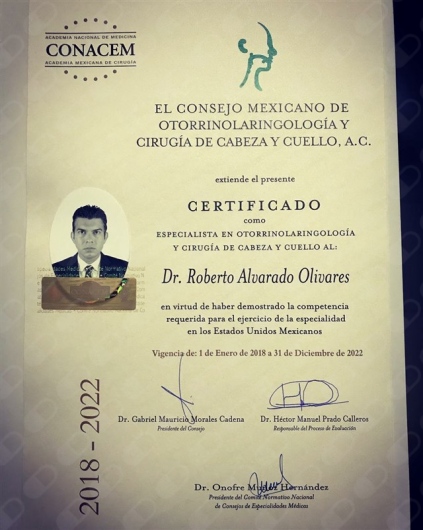 ACADEMIA NACIONAL DE MEDICINA
CONACEM
ACADEMIA MEXICANA DE CIRUGÍA
EL CONSEJO MEXICANO DE
OTORRINOLARINGOLOGÍA Y
CIRUGÍA DE CABEZA Y CUELLO, A.C.
extiende el presente
CERTIFICADO
como
ESPECIALISTA EN OTORRINOLARINGOLOGÍA
Y CIRUGÍA DE CABEZA Y CUELLO AL:
Dr. Roberto Alvarado Olivares
en virtud de haber demostrado la competencia
requerida para el ejercicio de la especialidad
en los Estados Unidos Mexicanos
Vigencia de: 1 de Enero de 2018 a 31 de Diciembre de 2022
2018 - 2022
Dr. Gabriel Mauricio Morales Cadena
Presidente del Consejo
Dr. Héctor Manuel Prado Calleros
Responsable del Proceso de Evaluación
Dr. Onofre Muñoz Hernández
Presidente del Comité Normativo Nacional
de Consejos de Especialidades Médicas